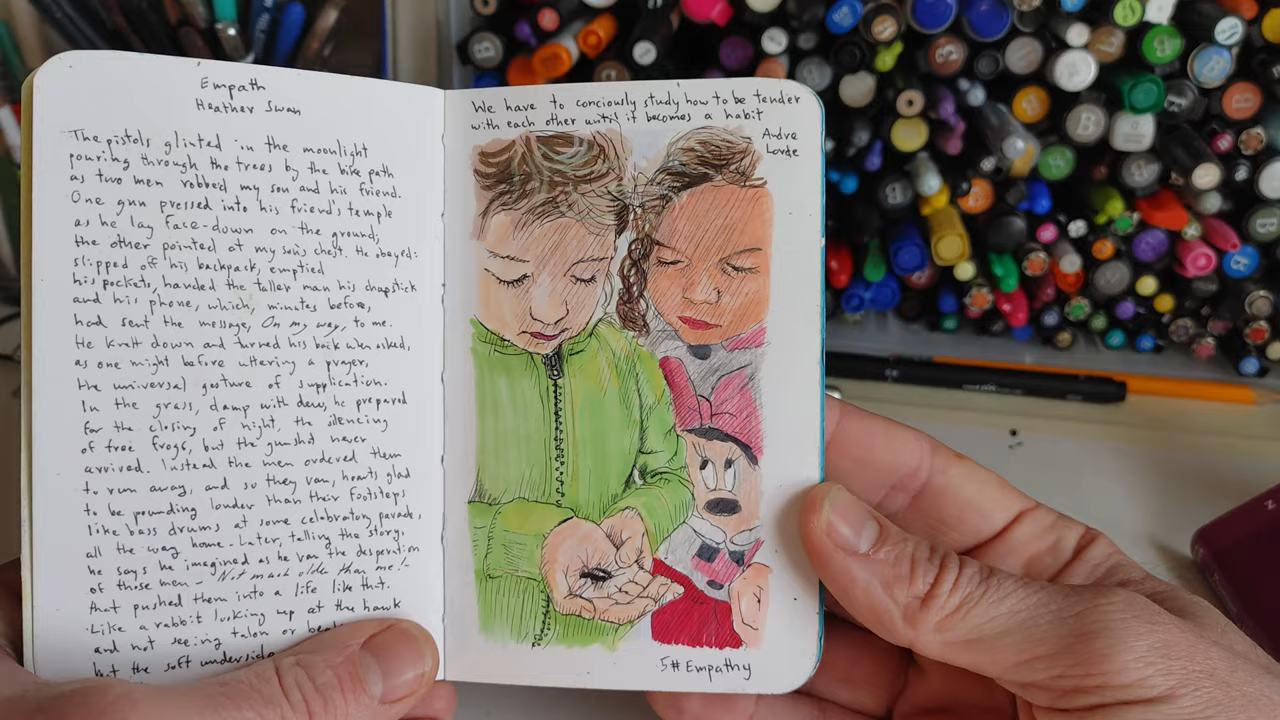 Empath
Heather Swan
The pistols glinted in the moonlight
pouring through the trees by the bike path
as two men robbed my son and his friend.
One gun pressed into his friend's temple
as he lay face-down on the ground,
the other pointed at my son's chest. He obeyed:
slipped off his backpack, emptied
his pockets, handed the taller man his chapstick
and his phone, which, minutes before,
had sent the message, On my way, to me.
He knelt down and turned his back when asked,
as one might before uttering a prayer,
the universal gesture of supplication.
In the grass, damp with dew, he prepared
for the closing of night, the silencing
of tree frogs, but the gunshot never
arrived. Instead the men ordered them
to run away, and so they ran, hearts glad
to be pounding louder than their footsteps
like bass drums at some celebratory parade,
all the way home. Later, telling the story,
he says he imagined as he ran the desperation
of those men – Not much older than me! –
that pushed them into a life like that.
Like a rabbit looking up at the hawk
and not seeing talon or
but the soft underside
We have to conciously study how to be tender
with each other until it becomes a habit
Andre
Lorde
5# Empathy